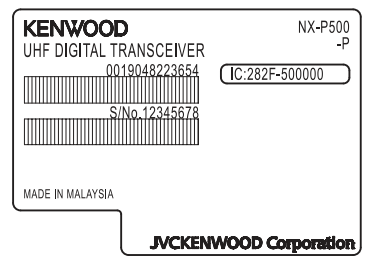 KENWOOD
NX-P500
-P
UHF DIGITAL TRANSCEIVER
0019048223654
IC:282F-500000
S/No.12345678
MADE IN MALAYSIA
JVCKENWOOD Corporation